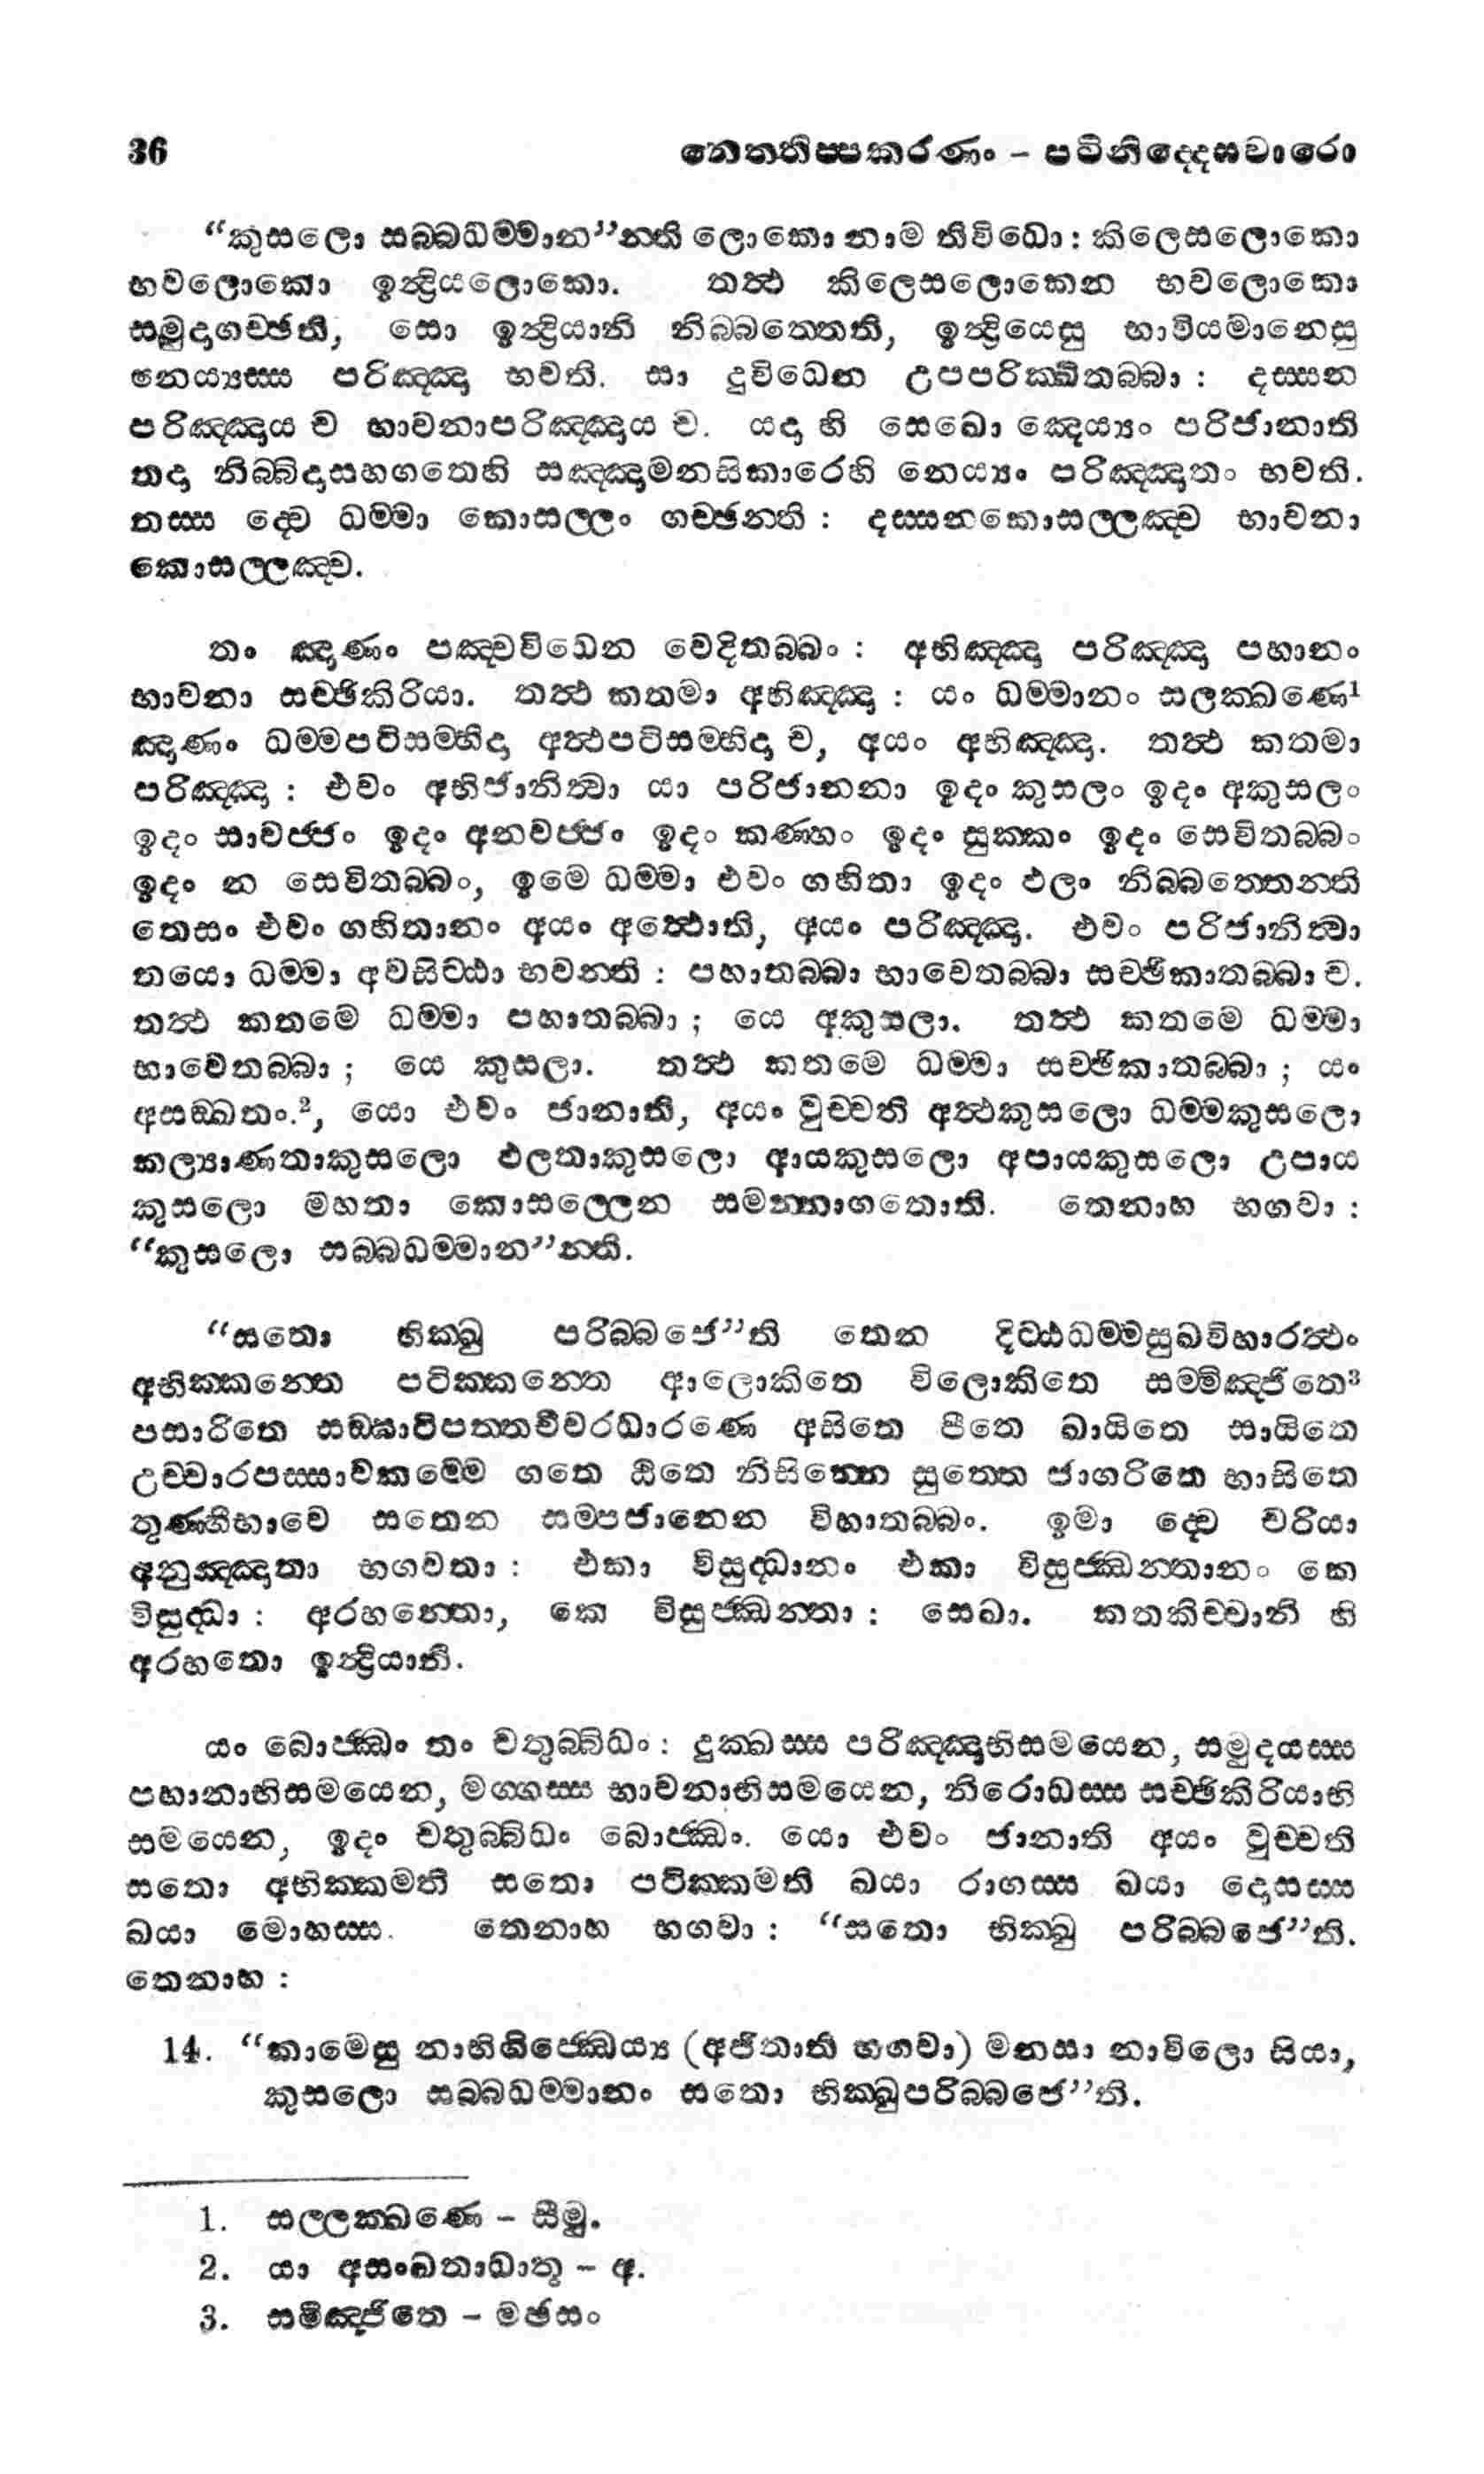 36 නෙත්තිප්පකරණං – පටිනිද්දෙසවාරො
“කුසලො සබ්බධම්මාන”න්ති ලොකො නාම තිවිධො : කිලෙසලොකො
භවලොකො ඉන්ද්‍රියලොකො. තත්ථ කිලෙසලොකෙන භවලොකො
සමුදාගච්ඡති, සො ඉන්ද්‍රියානි නිබ්බත්තෙති, ඉන්ද්‍රියෙසු භාවියමානෙසු
නෙය්‍යස්ස පරිඤ්ඤා භවති. සා දුවිධෙන උපපරික්ඛිතබ්බා : දස්සන
පරිඤ්ඤාය ච භාවනාපරිඤ්ඤාය ච. යදා හි සෙඛො ඤෙය්‍යං පරිජානාති
තදා නිබ්බිදාසහගතෙහි සඤ්ඤාමනසිකාරෙහි නෙය්‍යං පරිඤ්ඤාතං භවති.
තස්ස ද්වෙ ධම්මා කොසල්ලං ගච්ඡන්ති : දස්සනකොසල්ලඤ්ච භාවනා
කොසල්ලඤ්ච.
තං ඤාණං පඤ්චවිධෙන වෙදිතබ්බං : අභිඤ්ඤා පරිඤ්ඤා පහානං
භාවනා සච්ඡිකිරියා. තත්ථ කතමා අභිඤ්ඤා : යං ධම්මානං සලක්ඛණෙ¹
ඤාණං ධම්මපටිසම්භිදා අත්ථපටිසම්භිදා ච, අයං අභිඤ්ඤා. තත්ථ කතමා
පරිඤ්ඤා : එවං අභිජානිත්වා යා පරිජානනා ඉදං කුසලං ඉදං අකුසලං
ඉදං සාවජ්ජං ඉදං අනවජ්ජං ඉදං කණ්හං ඉදං සුක්කං ඉදං සෙවිතබ්බං
ඉදං න සෙවිතබ්බං, ඉමෙ ධම්මා එවං ගහිතා ඉදං ඵලං නිබ්බත්තෙන්ති
තෙසං එවං ගහිතානං අයං අත්ථොති, අයං පරිඤ්ඤා. එවං පරිජානිත්වා
තයො ධම්මා අවසිට්ඨා භවන්ති : පහාතබ්බා භාවෙතබ්බා සච්ඡිකාතබ්බා ච.
තත්ථ කතමෙ ධම්මා පහාතබ්බා ; යෙ අකුසලා. තත්ථ කතමෙ ධම්මා
භාවෙතබ්බා ; යෙ කුසලා. තත්ථ කතමෙ ධම්මා සච්ඡිකාතබ්බා ; යං
අසඞ්ඛතං.², යො එවං ජානාති, අයං වුච්චති අත්ථකුසලො ධම්මකුසලො
කල්‍යාණතාකුසලො ඵලතාකුසලො ආයකුසලො අපායකුසලො උපාය
කුසලො මහතා කොසල්ලෙන සමන්නාගතොති. තෙනාහ භගවා :
“කුසලො සබ්බධම්මාන”න්ති.
“සතො භික්ඛු පරිබ්බජෙ”ති තෙන දිට්ඨධම්මසුඛවිහාරත්ථං
අභික්කන්තෙ පටික්කන්තෙ ආලොකිතෙ විලොකිතෙ සම්මිඤ්ජිතෙ³
පසාරිතෙ සඞ්ඝාටිපත්තචීවරධාරණෙ අසිතෙ පීතෙ ඛායිතෙ සායිතෙ
උච්චාරපස්සාවකම්මෙ ගතෙ ඨිතෙ නිසින්නෙ සුත්තෙ ජාගරිතෙ භාසිතෙ
තුණ්හීභාවෙ සතෙන සම්පජානෙන විහාතබ්බං. ඉමා ද්වෙ චරියා
අනුඤ්ඤාතා භගවතා : එකා විසුද්ධානං එකා විසුජ්ඣන්තානං කෙ
විසුද්ධා : අරහන්තො, කෙ විසුජ්ඣන්තා : සෙඛා. කතකිච්චානි හි
අරහතො ඉන්ද්‍රියානි.
යං බොජ්ඣං තං චතුබ්බිධං : දුක්ඛස්ස පරිඤ්ඤාභිසමයෙන, සමුදයස්ස
පහානාභිසමයෙන, මග්ගස්ස භාවනාභිසමයෙන, නිරොධස්ස සච්ඡිකිරියාභි
සමයෙන, ඉදං චතුබ්බිධං බොජ්ඣං. යො එවං ජානාති අයං වුච්චති
සතො අභික්කමති සතො පටික්කමති ඛයා රාගස්ස ඛයා දොසස්ස
ඛයා මොහස්ස. තෙනාහ භගවා : “සතො භික්ඛු පරිබ්බජෙ”ති.
තෙනාහ :
14. “කාමෙසු නාභිගිජ්ඣෙය්‍ය (අජිතාති භගවා) මනසා නාවිලො සියා,
කුසලො සබ්බධම්මානං සතො භික්ඛුපරිබ්බජෙ”ති.
1. සල්ලක්ඛණෙ – සීමු.
2. යා අසංඛතාධාතු – අ.
3. සමිඤ්ජිතෙ – මඡසං